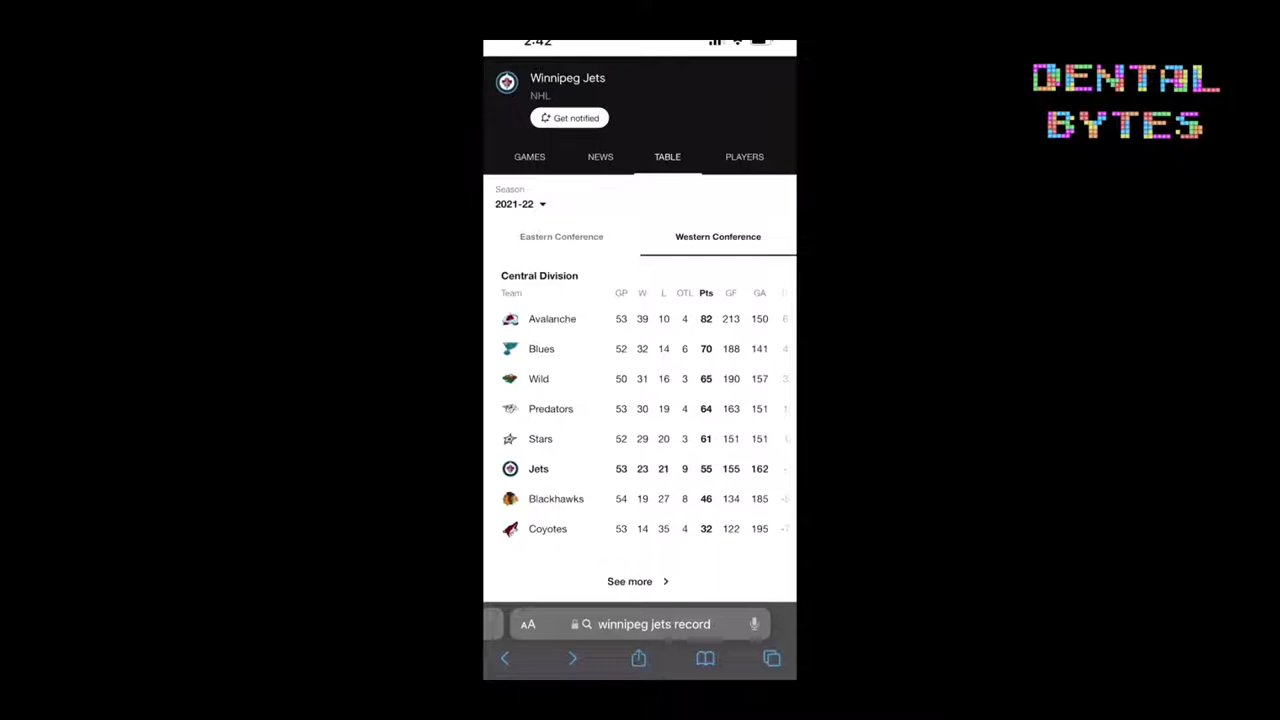 2:42
DENTAL
BYTES
Winnipeg Jets
NHL
Get notified
GAMES NEWS TABLE PLAYERS
Season
2021-22
Eastern Conference Western Conference
Central Division
Team GP W L OTL Pts GF GA
Avalanche 53 39 10 4 82 213 150
Blues 52 32 14 6 70 188 141
Wild 50 31 16 3 65 190 157
Predators 53 30 19 4 64 163 151
Stars 52 29 20 3 61 151 151
Jets 53 23 21 9 55 155 162
Blackhawks 54 19 27 8 46 134 185
Coyotes 53 14 35 4 32 122 195
See more
AA winnipeg jets record